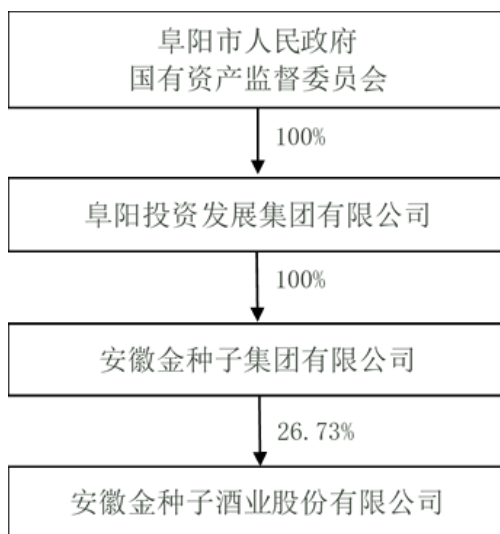 阜阳市人民政府
国有资产监督委员会
100%
阜阳投资发展集团有限公司
100%
安徽金种子集团有限公司
26.73%
安徽金种子酒业股份有限公司